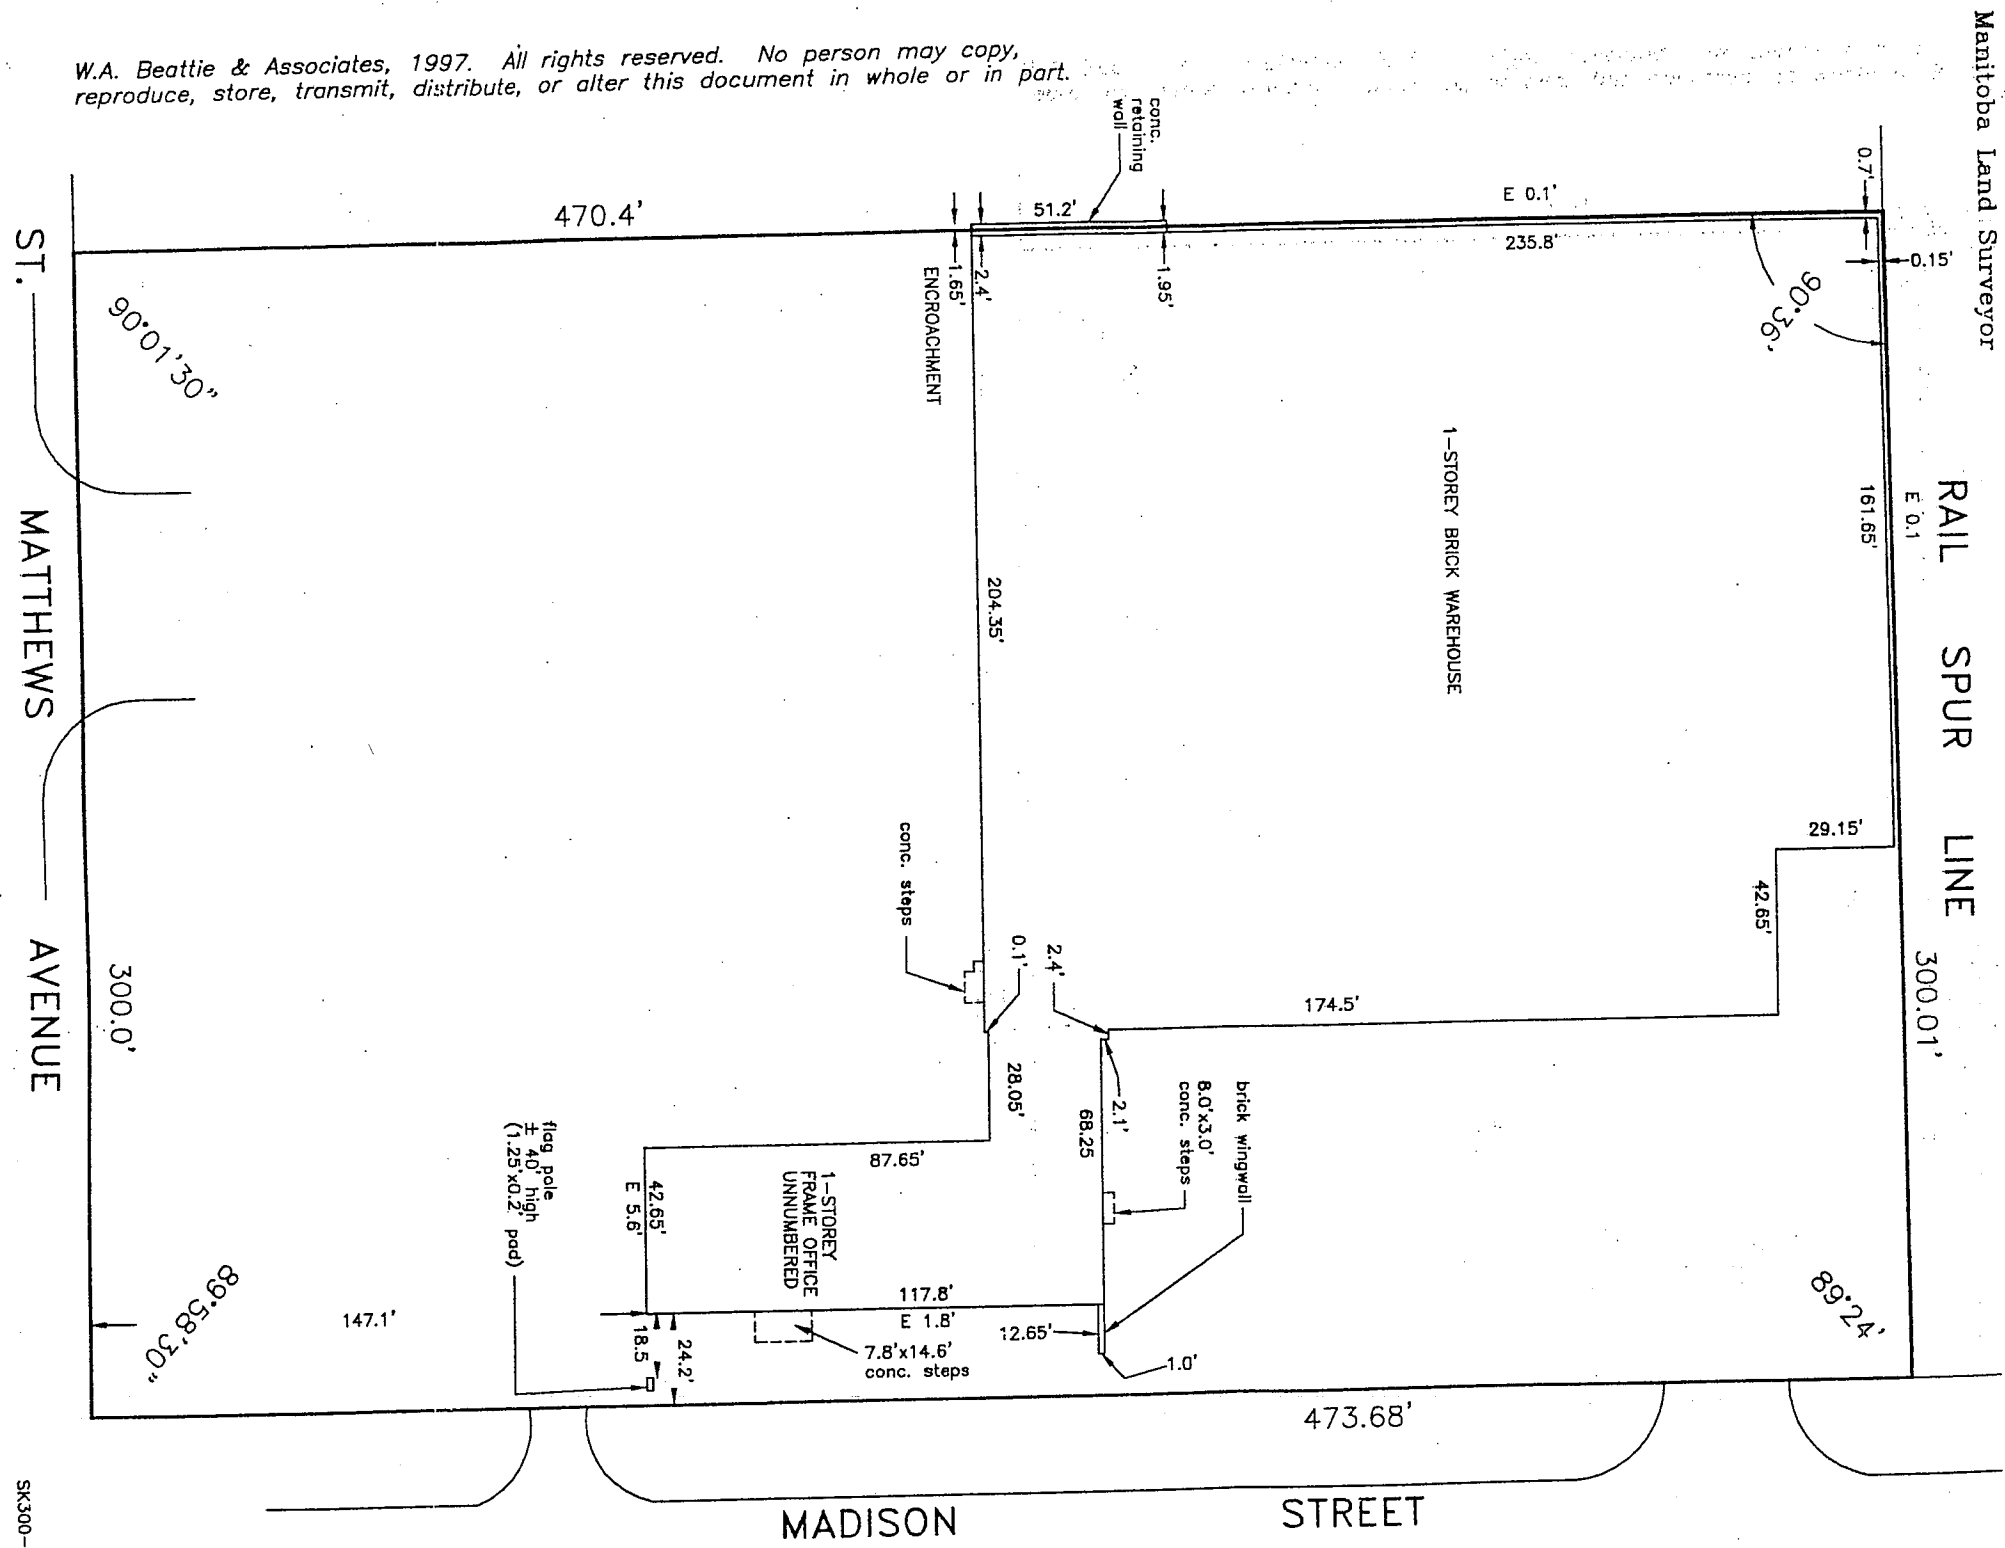 W.A. Beattie & Associates, 1997. All rights reserved. No person may copy,
reproduce, store, transmit, distribute, or alter this document in whole or in part.
Manitoba Land Surveyor
conc.
retaining
wall
470.4'
51.2'
E 0.1'
235.8'
0.7'
0.15'
1.65'
ENCROACHMENT
2.4'
1.95'
90°36'
90°01'30"
ST. MATTHEWS AVENUE
RAIL SPUR LINE
E 0.1
161.65'
1-STOREY BRICK WAREHOUSE
204.35'
29.15'
42.65'
conc. steps
0.1'
2.4'
174.5'
300.0'
300.01'
28.05'
2.1'
68.25
8.0'x3.0'
conc. steps
brick wingwall
87.65'
flag pole
± 40' high
(1.25'x0.2' pad)
42.65'
E 5.6'
1-STOREY
FRAME OFFICE
UNNUMBERED
117.8'
E 1.8'
12.65'
1.0'
7.8'x14.6'
conc. steps
18.5
24.2'
147.1'
89°58'30"
89°24'
473.68'
MADISON STREET
SK300-